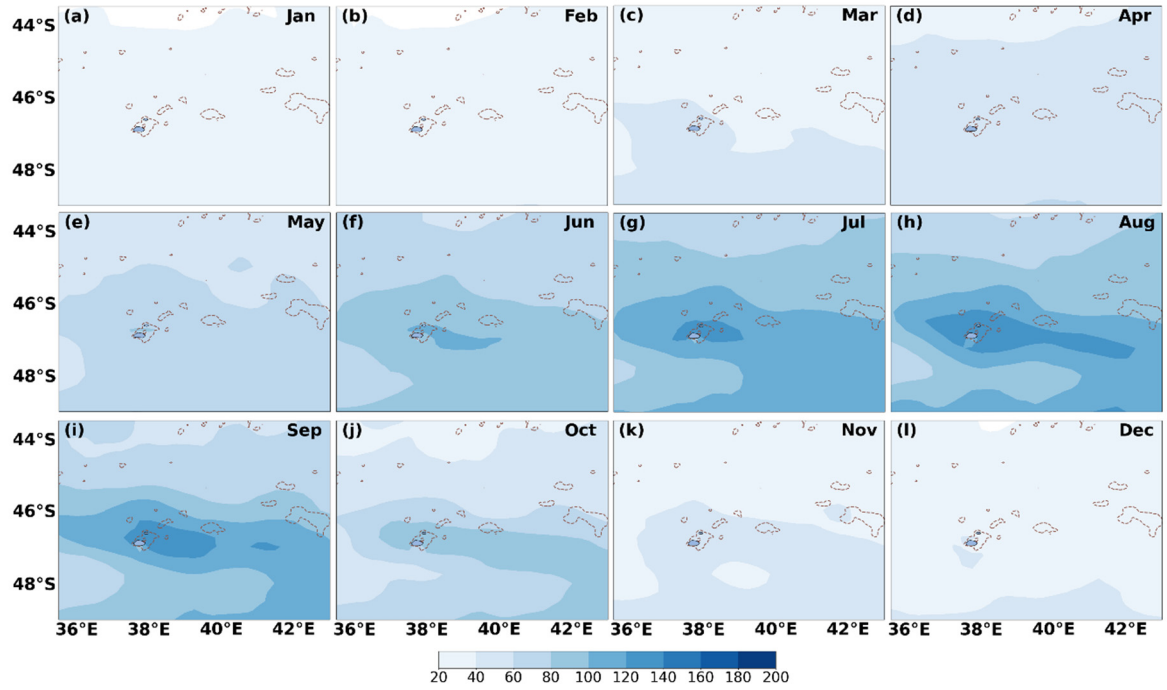 (a) Jan (b) Feb (c) Mar (d) Apr
44°S
46°S
48°S
(e) May (f) Jun (g) Jul (h) Aug
44°S
46°S
48°S
(i) Sep (j) Oct (k) Nov (l) Dec
44°S
46°S
48°S
36°E 38°E 40°E 42°E 36°E 38°E 40°E 42°E 36°E 38°E 40°E 42°E 36°E 38°E 40°E 42°E
20 40 60 80 100 120 140 160 180 200